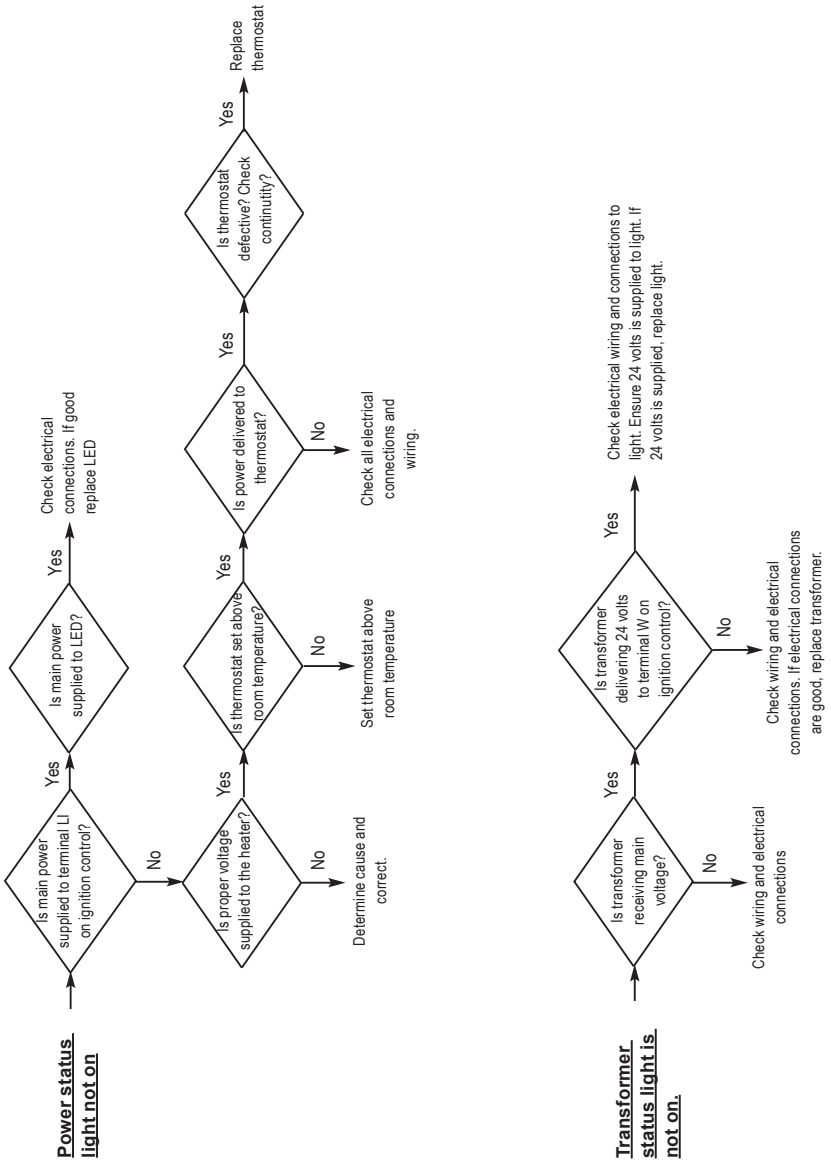 Power status
light not on
Is main power
supplied to terminal LI
on ignition control?
Yes
Is main power
supplied to LED?
Yes
Check electrical
connections. If good
replace LED
No
Is proper voltage
supplied to the heater?
No
Determine cause and
correct.
Yes
Is thermostat set above
room temperature?
No
Set thermostat above
room temperature
Yes
Is power delivered to
thermostat?
No
Check all electrical
connections and
wiring.
Yes
Is thermostat
defective? Check
continutity?
Yes
Replace
thermostat
Transformer
status light is
not on.
Is transformer
receiving main
voltage?
No
Check wiring and electrical
connections
Yes
Is transformer
delivering 24 volts
to terminal W on
ignition control?
No
Check wiring and electrical
connections. If electrical connections
are good, replace transformer.
Yes
Check electrical wiring and connections to
light. Ensure 24 volts is supplied to light. If
24 volts is supplied, replace light.